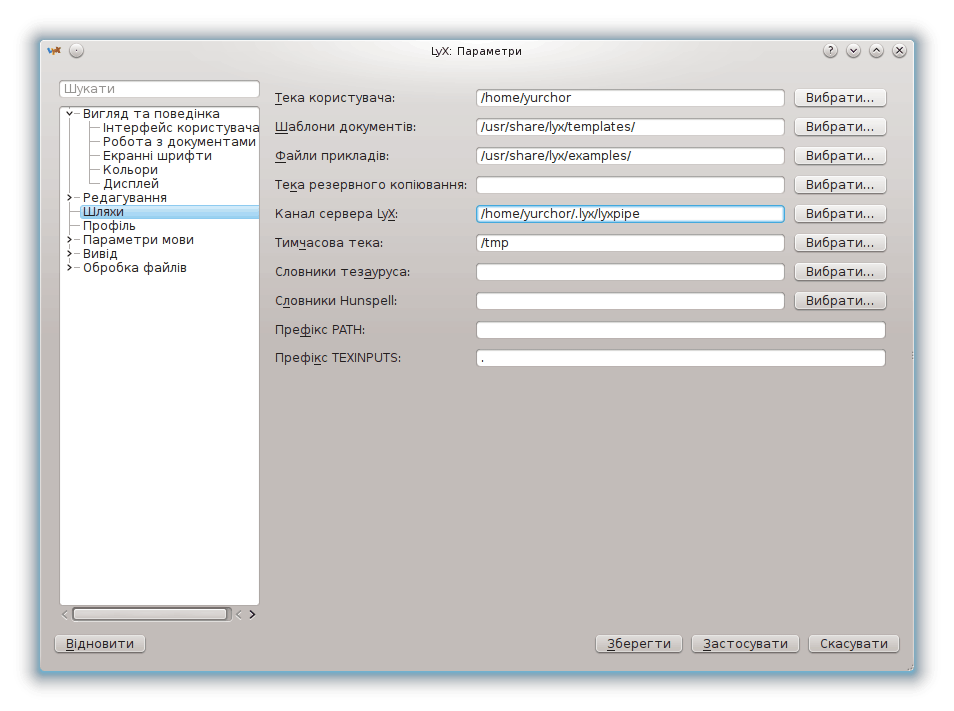 LyX: Параметри
Шукати
Вигляд та поведінка
Інтерфейс користувача
Робота з документами
Екранні шрифти
Кольори
Дисплей
Редагування
Шляхи
Профіль
Параметри мови
Вивід
Обробка файлів
Тека користувача: /home/yurchor Вибрати...
Шаблони документів: /usr/share/lyx/templates/ Вибрати...
Файли прикладів: /usr/share/lyx/examples/ Вибрати...
Тека резервного копіювання: Вибрати...
Канал сервера LyX: /home/yurchor/.lyx/lyxpipe Вибрати...
Тимчасова тека: /tmp Вибрати...
Словники тезауруса: Вибрати...
Словники Hunspell: Вибрати...
Префікс PATH:
Префікс TEXINPUTS: .
Відновити Зберегти Застосувати Скасувати